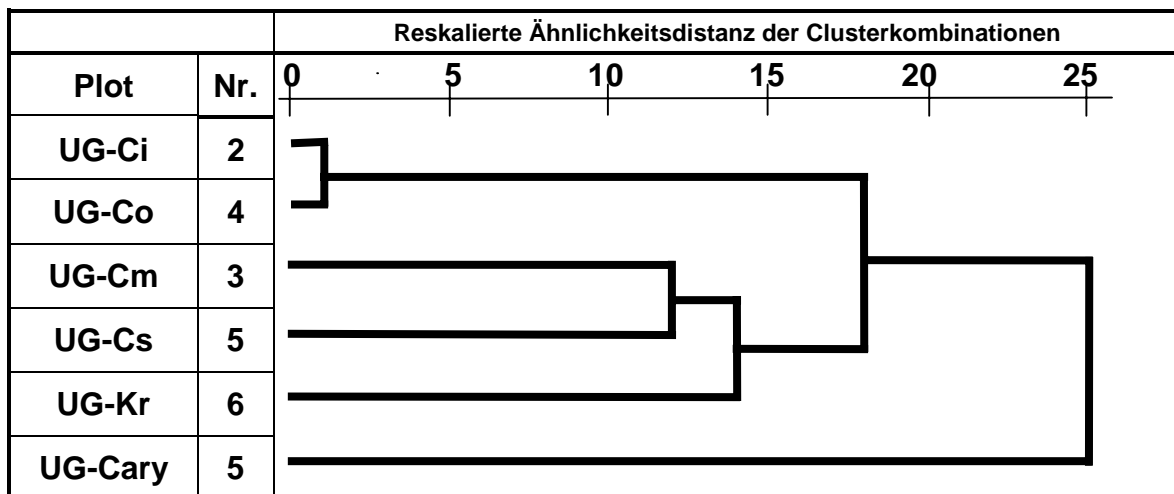 Reskalierte Ähnlichkeitsdistanz der Clusterkombinationen
Plot Nr. 0 5 10 15 20 25
UG-Ci 2
UG-Co 4
UG-Cm 3
UG-Cs 5
UG-Kr 6
UG-Cary 5